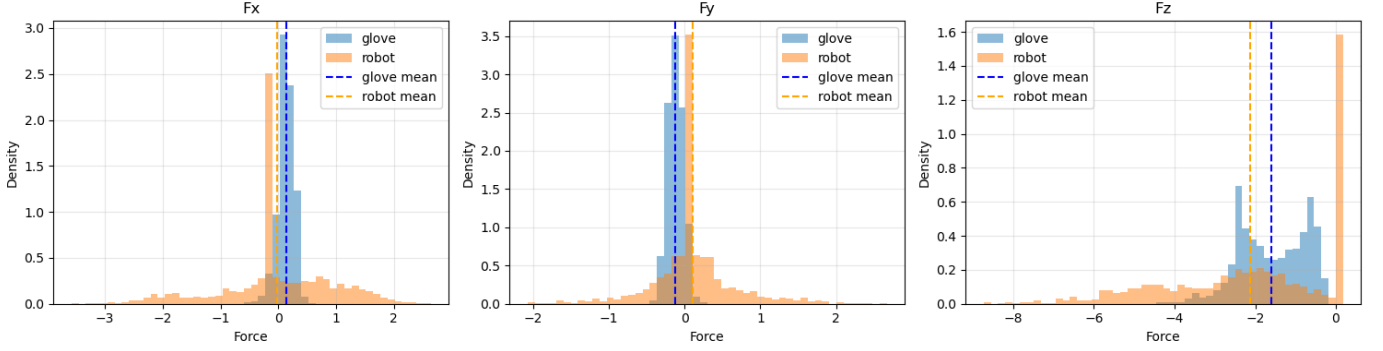 Fx
Density
3.0
2.5
2.0
1.5
1.0
0.5
0.0
−3
−2
−1
0
1
2
Force
glove
robot
glove mean
robot mean
Fy
Density
3.5
3.0
2.5
2.0
1.5
1.0
0.5
0.0
−2
−1
0
1
2
Force
glove
robot
glove mean
robot mean
Fz
Density
1.6
1.4
1.2
1.0
0.8
0.6
0.4
0.2
0.0
−8
−6
−4
−2
0
Force
glove
robot
glove mean
robot mean